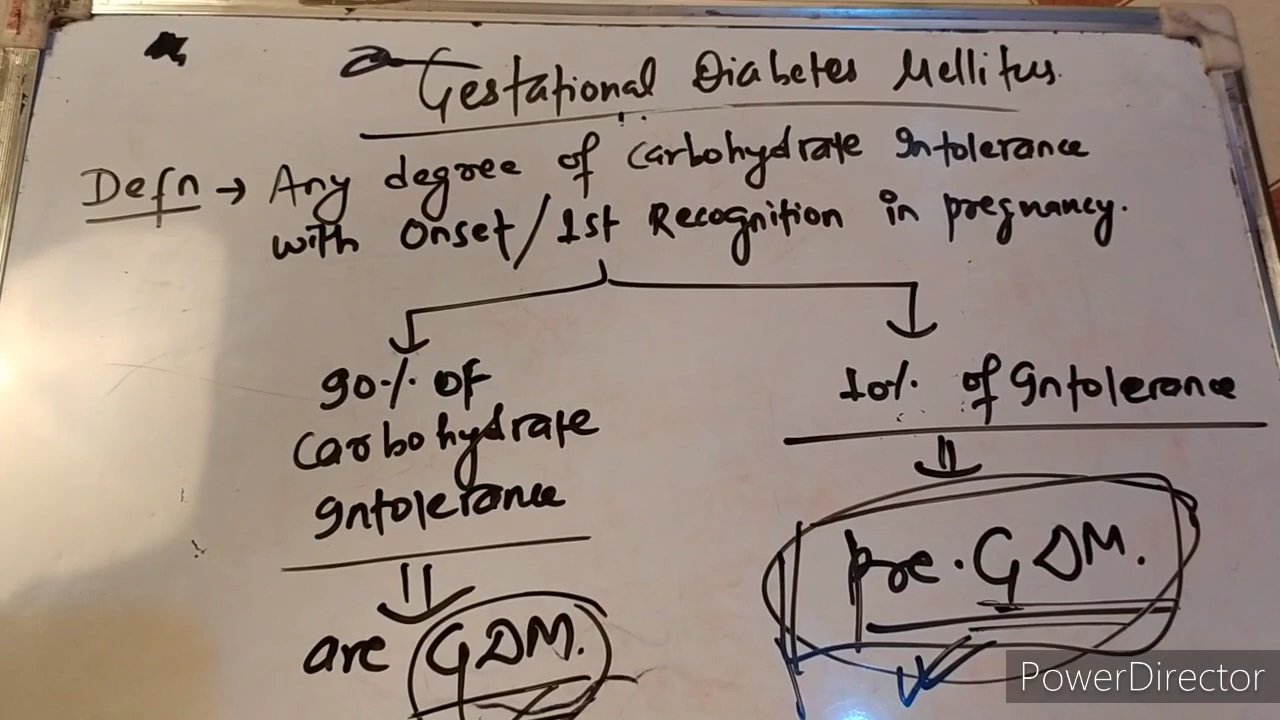 Gestational Diabetes Mellitus.
Defn → Any degree of Carbohydrate Intolerance
with Onset/1st Recognition in pregnancy.
90% OF
Carbohydrate
Intolerance
are GDM.
10% of Intolerance
pre. GDM.
PowerDirector